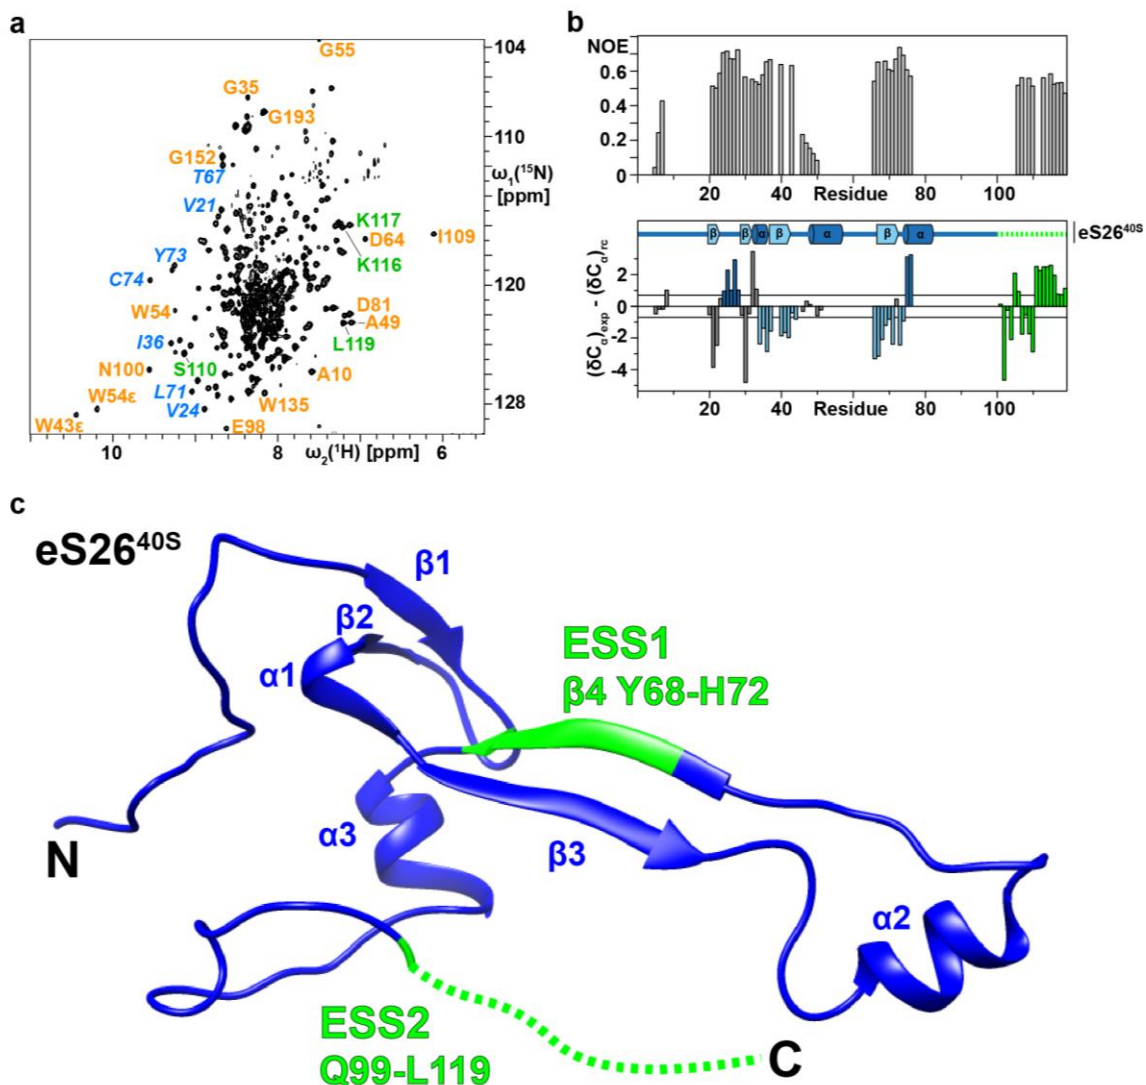 a
G55
104
G35
G193
110
G152
T67
ω₁(¹⁵N)
[ppm]
V21
K117
D64
I109
K116
Y73
C74
120
W54
D81
A49
I36
L119
S110
N100
A10
W54ε
L71
W135
V24
128
W43ε
E98
10
8
ω₂(¹H) [ppm]
6
b
NOE
0.6
0.4
0.2
0
20
40
Residue
80
100
β
β
α
β
α
β
α
eS26⁴⁰ˢ
(δCα)exp - (δCα)rc
2
0
-2
-4
20
40
Residue
80
100
c
eS26⁴⁰ˢ
β1
β2
α1
ESS1
β4 Y68-H72
α3
β3
N
α2
ESS2
Q99-L119
C